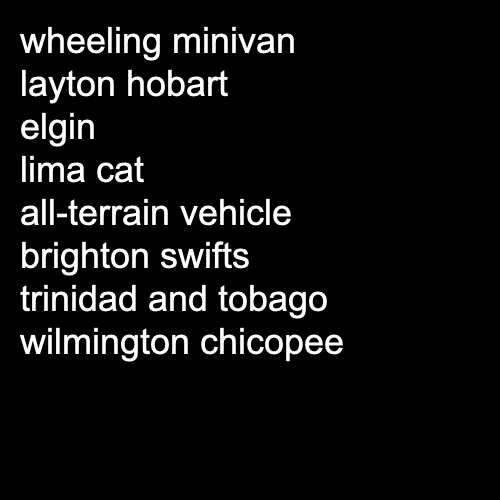 wheeling minivan
layton hobart
elgin
lima cat
all-terrain vehicle
brighton swifts
trinidad and tobago
wilmington chicopee